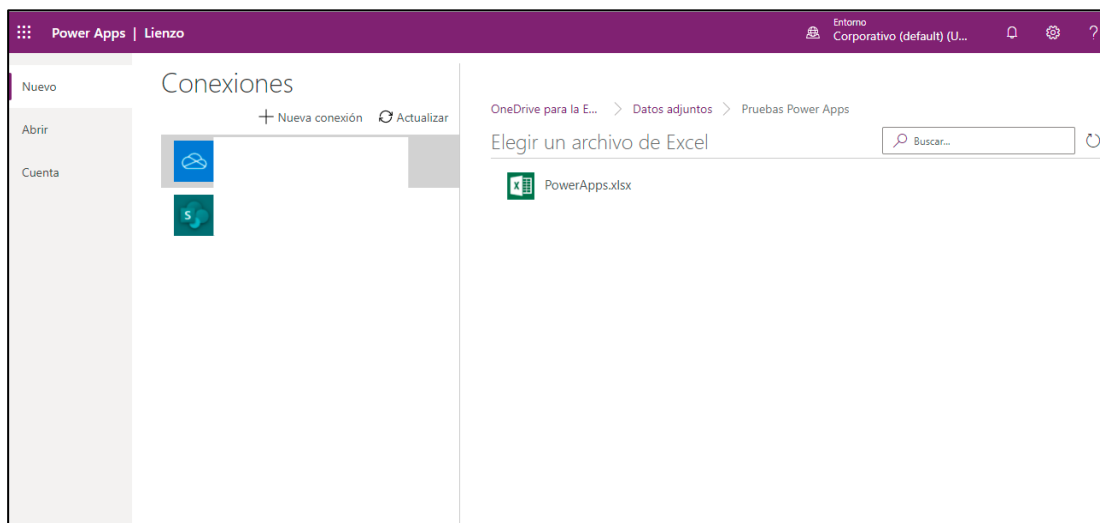 Power Apps | Lienzo
Entorno
Corporativo (default) (U...
?
Nuevo
Abrir
Cuenta
Conexiones
+ Nueva conexión Actualizar
S
OneDrive para la E... > Datos adjuntos > Pruebas Power Apps
Elegir un archivo de Excel
Buscar...
X
PowerApps.xlsx